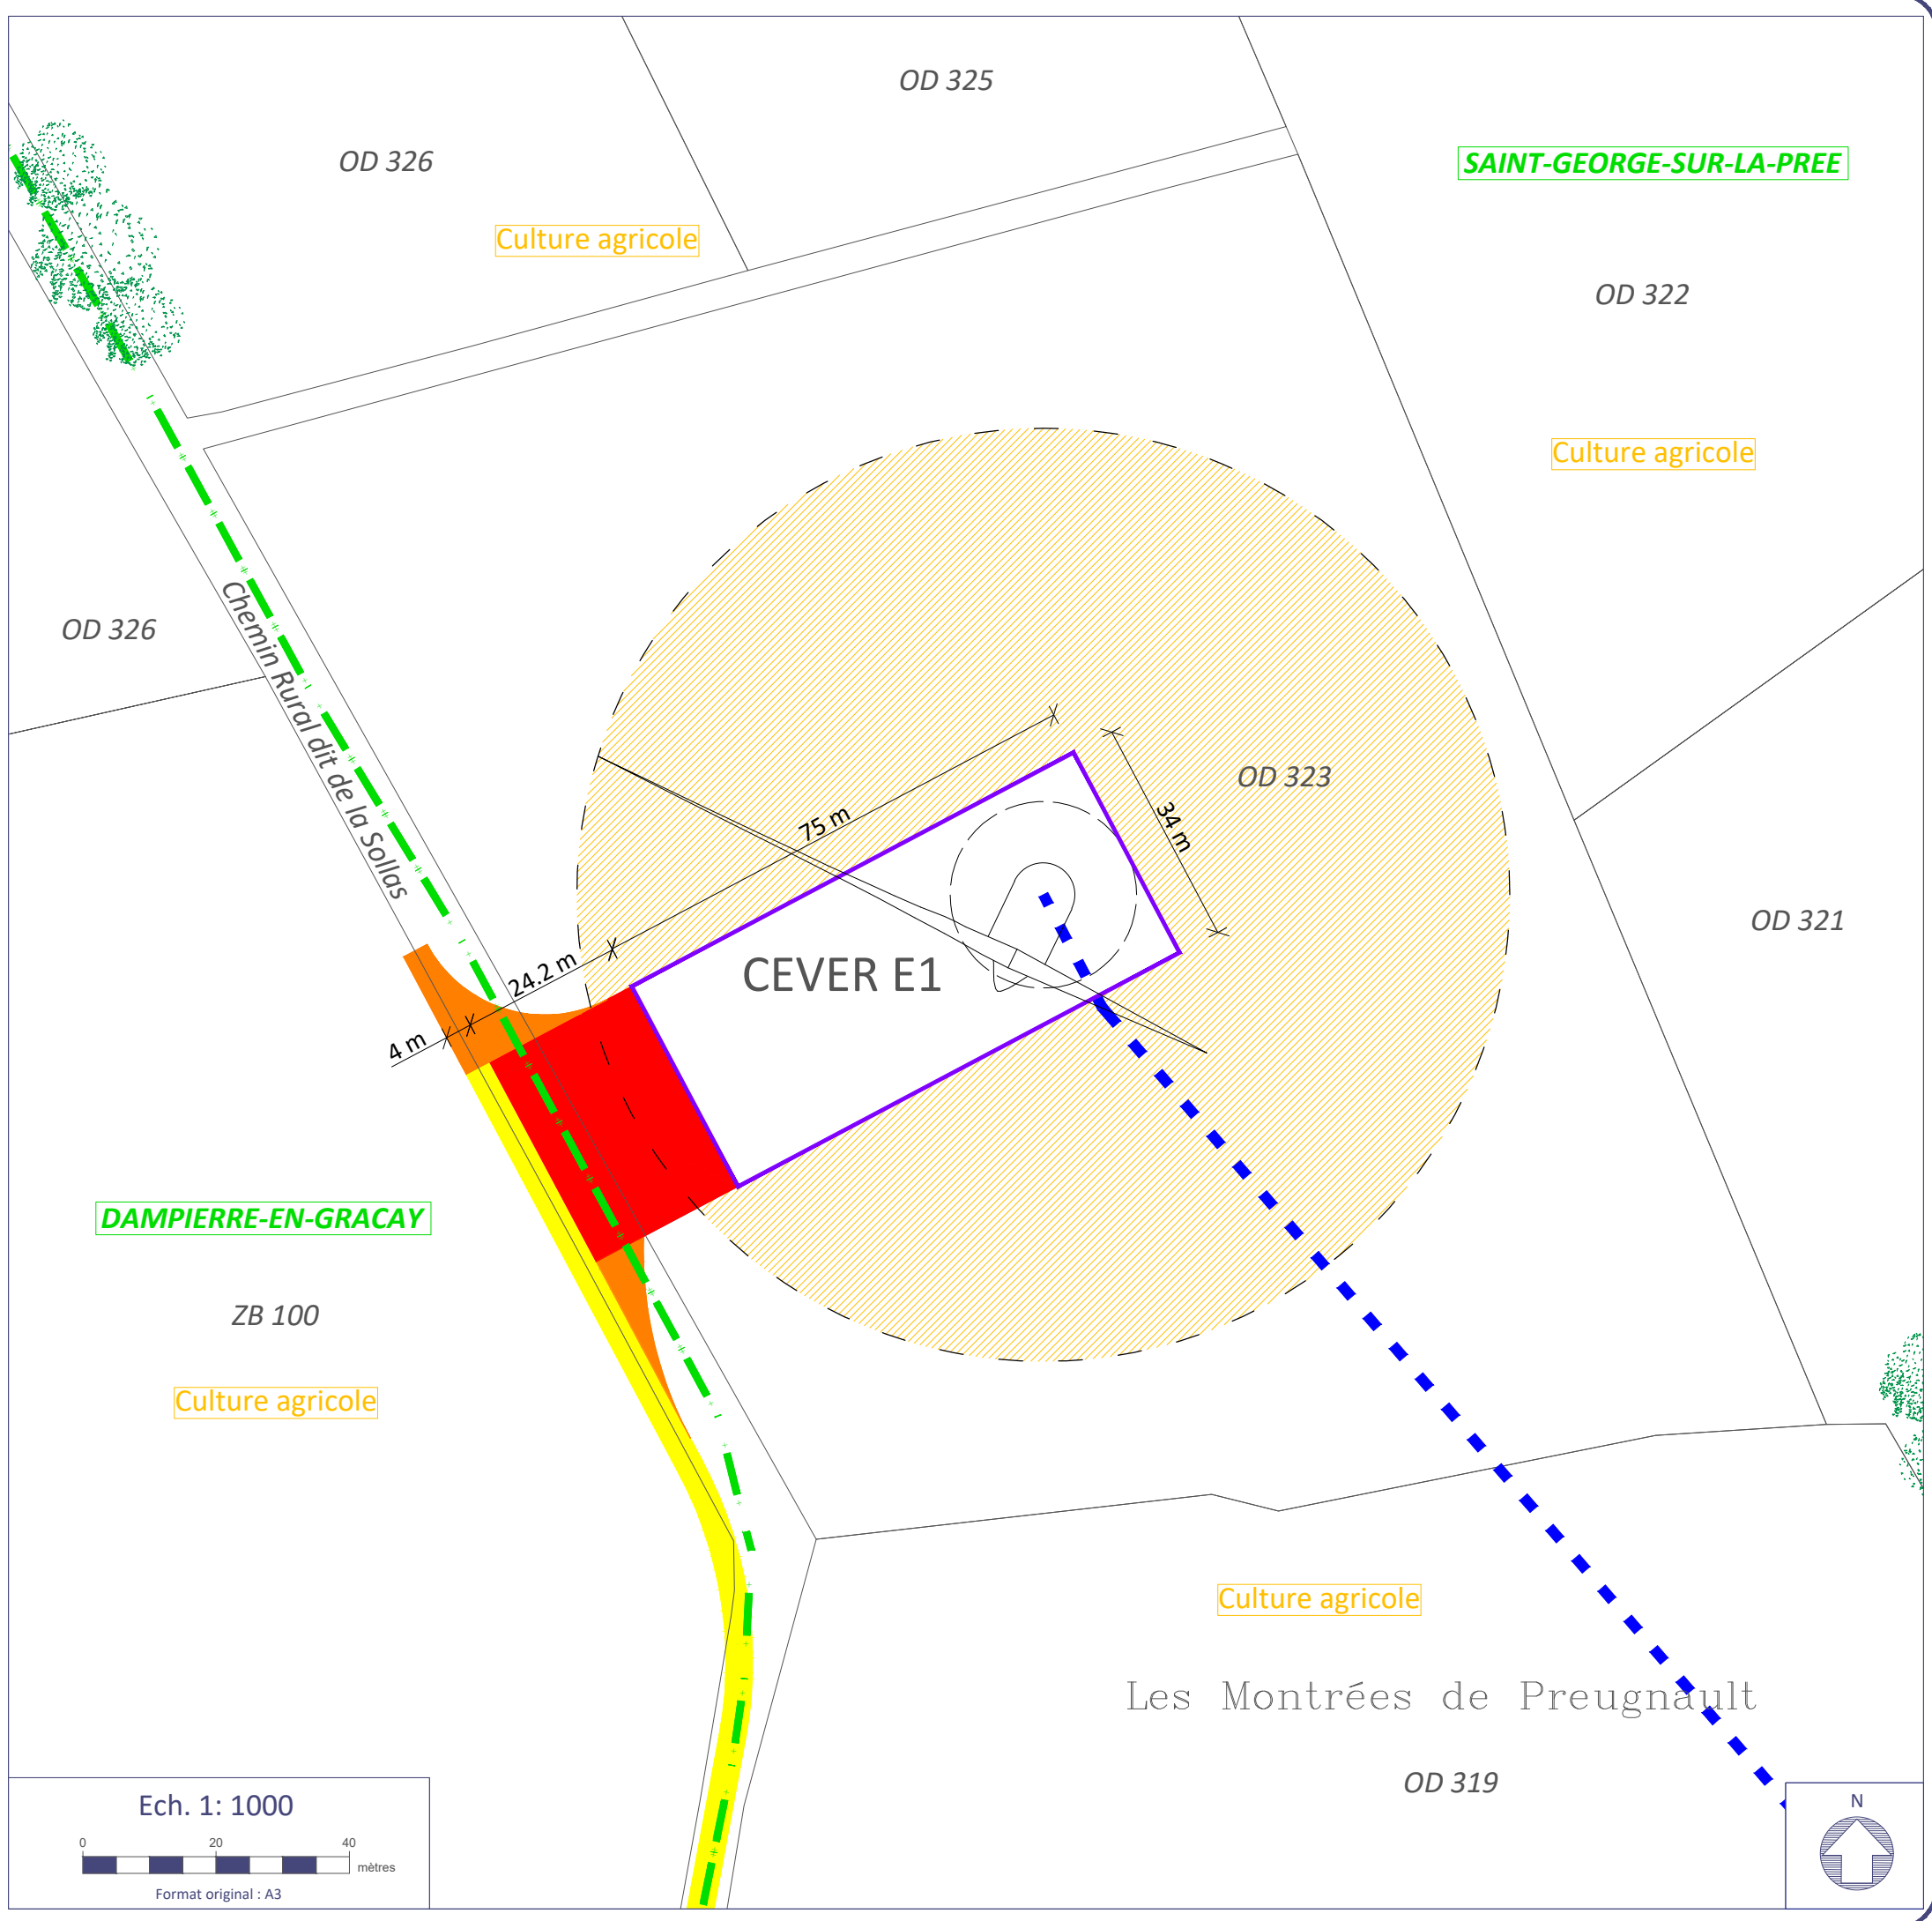 OD 325
OD 326
SAINT-GEORGE-SUR-LA-PREE
Culture agricole
OD 322
Culture agricole
OD 326
Chemin Rural dit de la Sollas
OD 323
75 m
34 m
OD 321
24.2 m
CEVER E1
4 m
DAMPIERRE-EN-GRACAY
ZB 100
Culture agricole
Culture agricole
Les Montrées de Preugnault
OD 319
Ech. 1: 1000
0 20 40
mètres
Format original : A3
N